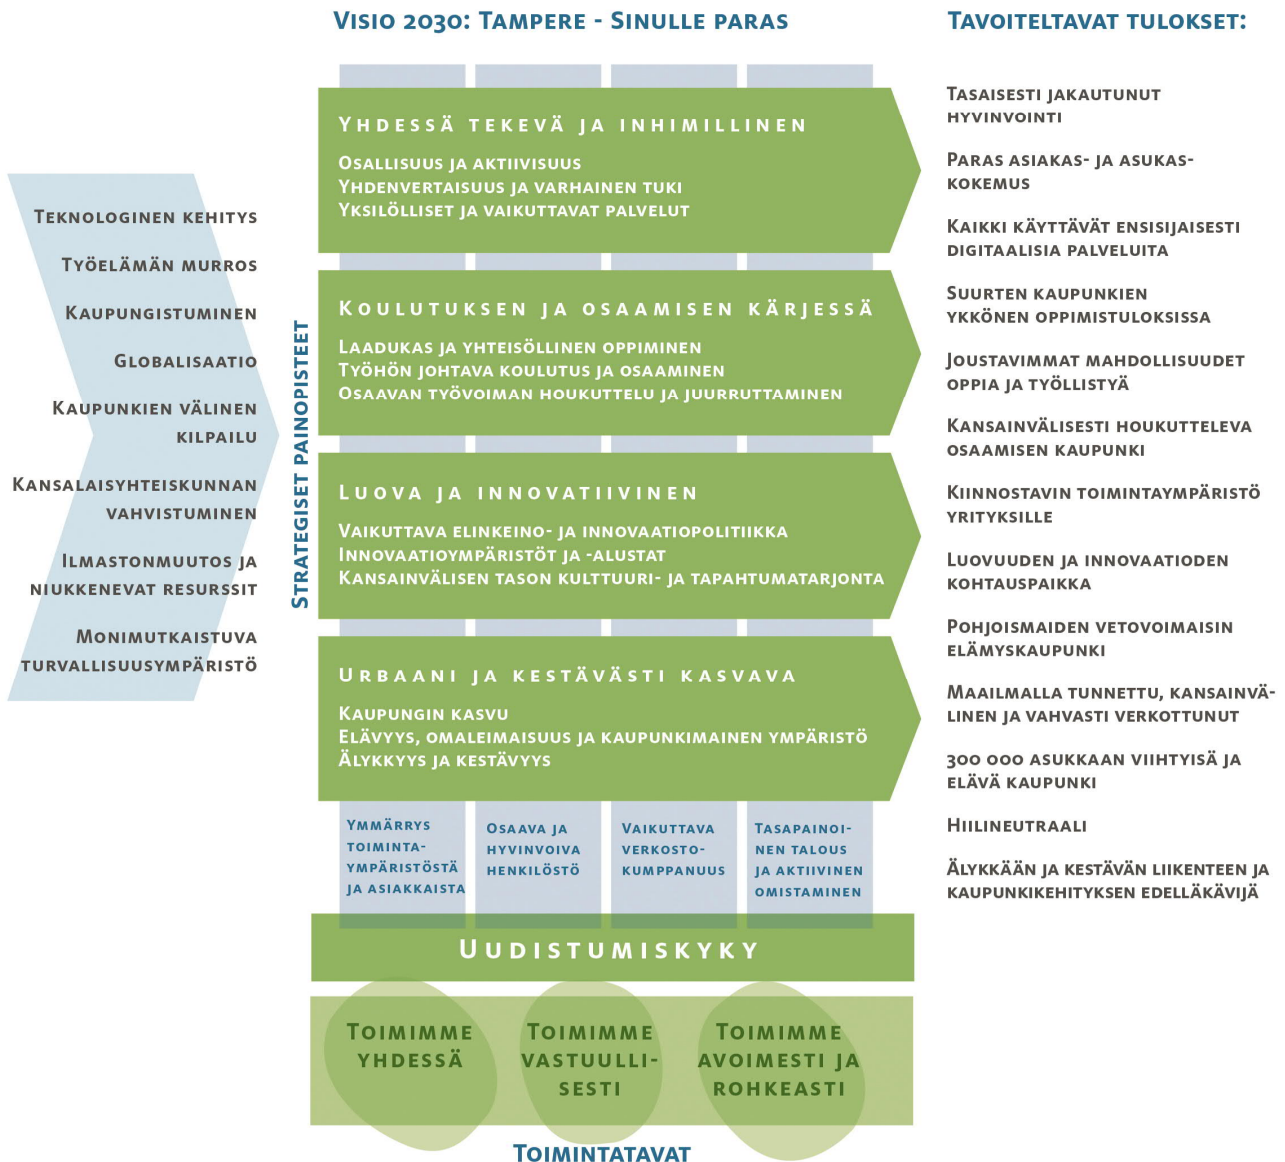 Visio 2030: Tampere - Sinulle paras
Tavoiteltavat tulokset:
Teknologinen kehitys
Työelämän murros
Kaupungistuminen
Globalisaatio
Kaupunkien välinen
kilpailu
Kansalaisyhteiskunnan
vahvistuminen
Ilmastonmuutos ja
niukkenevat resurssit
Monimutkaistuva
turvallisuusympäristö
Strategiset painopisteet
Yhdessä tekevä ja inhimillinen
Osallisuus ja aktiivisuus
Yhdenvertaisuus ja varhainen tuki
Yksilölliset ja vaikuttavat palvelut
Koulutuksen ja osaamisen kärjessä
Laadukas ja yhteisöllinen oppiminen
Työhön johtava koulutus ja osaaminen
Osaavan työvoiman houkuttelu ja juurruttaminen
Luova ja innovatiivinen
Vaikuttava elinkeino- ja innovaatiopolitiikka
Innovaatioympäristöt ja -alustat
Kansainvälisen tason kulttuuri- ja tapahtumatarjonta
Urbaani ja kestävästi kasvava
Kaupungin kasvu
Elävyys, omaleimaisuus ja kaupunkimainen ympäristö
Älykkyys ja kestävyys
Ymmärrys
toiminta-
ympäristöstä
ja asiakkaista
Osaava ja
hyvinvoiva
henkilöstö
Vaikuttava
verkosto-
kumppanuus
Tasapainoi-
nen talous
ja aktiivinen
omistaminen
Uudistumiskyky
Toimimme
yhdessä
Toimimme
vastuulli-
sesti
Toimimme
avoimesti ja
rohkeasti
Toimintatavat
Tasaisesti jakautunut
hyvinvointi
Paras asiakas- ja asukas-
kokemus
Kaikki käyttävät ensisijaisesti
digitaalisia palveluita
Suurten kaupunkien
ykkönen oppimistuloksissa
Joustavimmat mahdollisuudet
oppia ja työllistyä
Kansainvälisesti houkutteleva
osaamisen kaupunki
Kiinnostavin toimintaympäristö
yrityksille
Luovuuden ja innovaatioden
kohtauspaikka
Pohjoismaiden vetovoimaisin
elämyskaupunki
Maailmalla tunnettu, kansainvä-
linen ja vahvasti verkottunut
300 000 asukkaan viihtyisä ja
elävä kaupunki
Hiilineutraali
Älykkään ja kestävän liikenteen ja
kaupunkikehityksen edelläkävijä